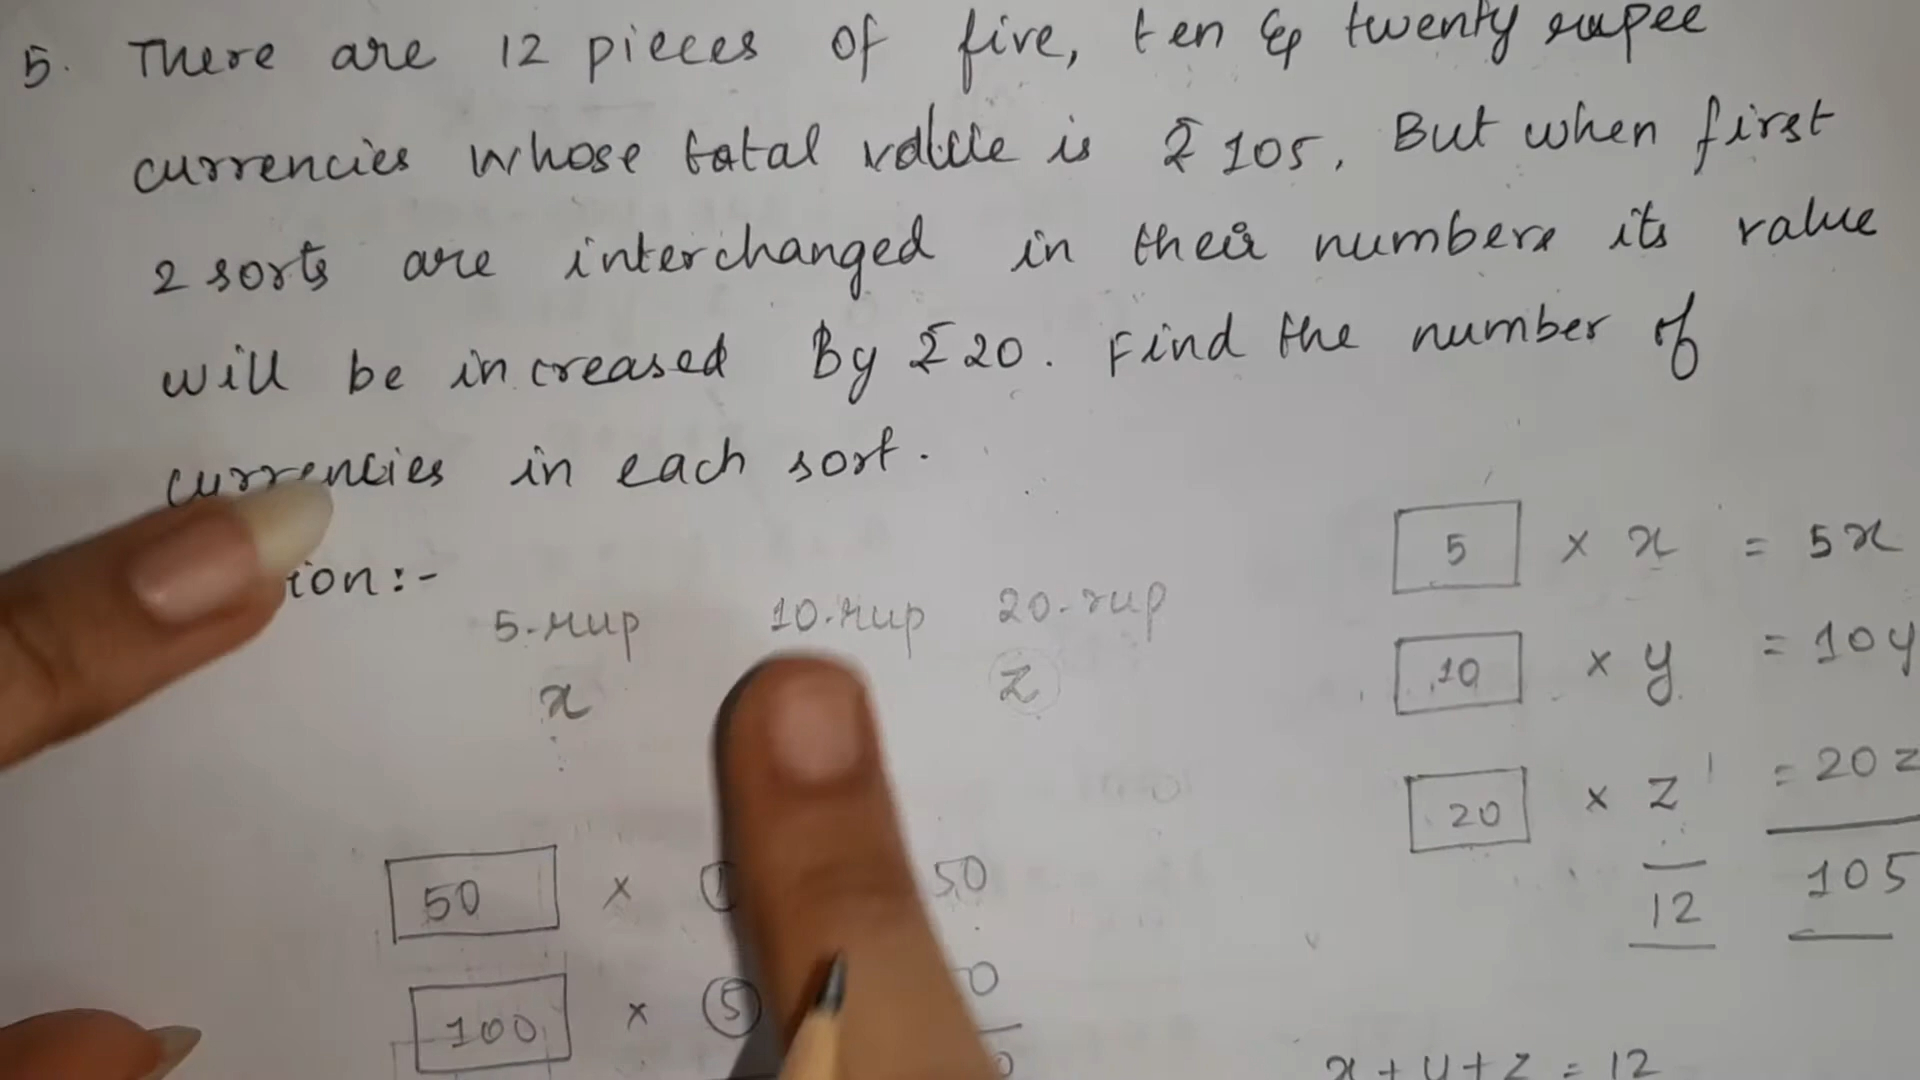 5. There are 12 pieces of five, ten & twenty rupee
currencies whose total value is ₹105. But when first
2 sorts are interchanged in their numbers its value
will be increased By ₹20. Find the number of
currencies in each sort.
ion:-
5-rup 10-rup 20-rup
x z
5 × x = 5x
10 × y = 10y
20 × z = 20z
12 105
50 × 50
100 × 5 0
x + y + z = 12